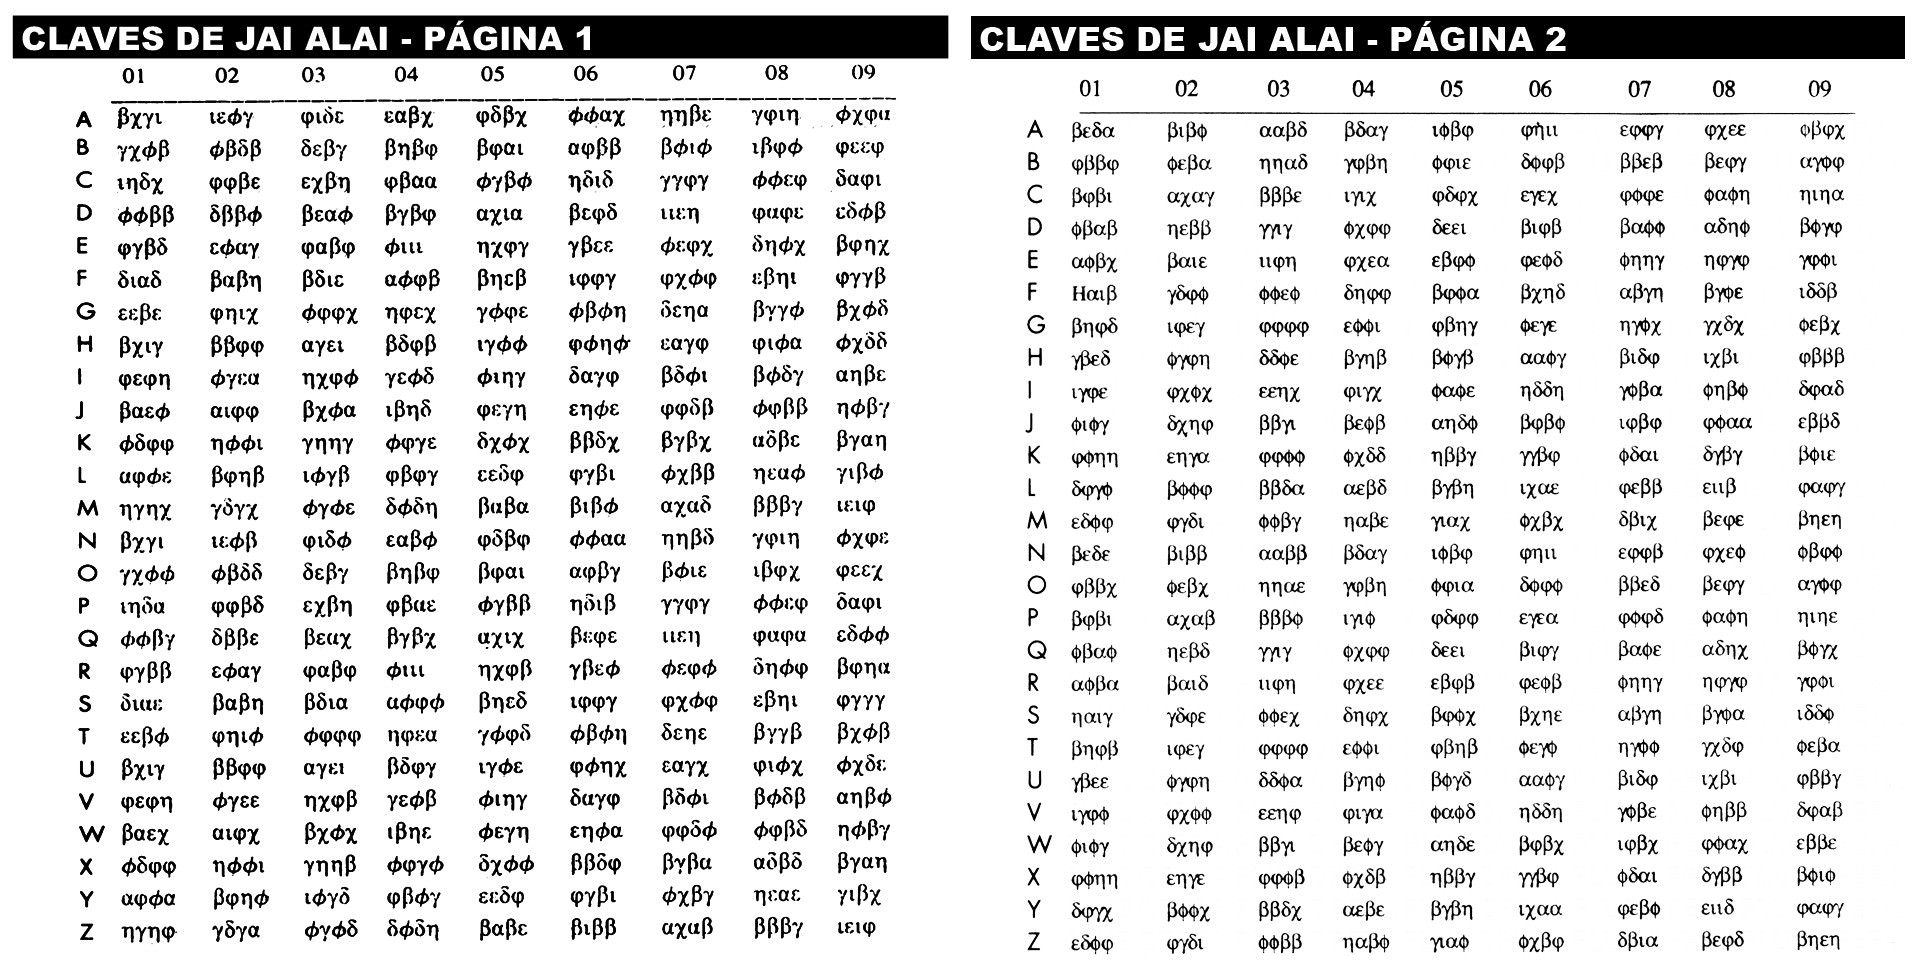 CLAVES DE JAI ALAI - PÁGINA 1
01 02 03 04 05 06 07 08 09
A βχγι ιεϕγ φιδε εαβχ φδβχ ϕϕαχ ηηβε γφιη ϕχφα
B γχϕβ ϕβδβ δεβγ βηβφ βφαι αφββ βϕιϕ ιβφϕ φεεφ
C ιηδχ φφβε εχβη φβαα ϕγβϕ ηδιδ γγφγ ϕϕεφ δαφι
D ϕϕββ δββϕ βεαϕ βγβφ αχια βεφδ ιιεη φαφε εδϕβ
E φγβδ εϕαγ φαβφ ϕιιι ηχφγ γβεε ϕεφχ δηϕχ βφηχ
F διαδ βαβη βδιε αϕφβ βηεβ ιφφγ φχϕφ εβηι φγγβ
G εεβε φηιχ ϕφφχ ηφεχ γϕφε ϕβϕη δεηα βγγϕ βχϕδ
H βχιγ ββφφ αγει βδφβ ιγϕϕ φϕηϕ εαγφ φιϕα ϕχδδ
I φεφη ϕγεα ηχφϕ γεϕδ ϕιηγ δαγφ βδϕι βϕδγ αηβε
J βαεϕ αιφφ βχϕα ιβηδ φεγη εηϕε φφδβ ϕφββ ηϕβγ
K ϕδφφ ηϕϕι γηηγ ϕφγε δχϕχ ββδχ βγβχ αδβε βγαη
L αφϕε βφηβ ιϕγβ φβφγ εεδφ φγβι ϕχββ ηεαϕ γιβϕ
M ηγηχ γδγχ ϕγϕε δϕδη βαβα βιβϕ αχαδ βββγ ιειφ
N βχγι ιεϕβ φιδϕ εαβϕ φδβφ ϕϕαα ηηβδ γφιη ϕχφε
O γχϕϕ ϕβδδ δεβγ βηβφ βφαι αφβγ βϕιε ιβφχ φεεχ
P ιηδα φφβδ εχβη φβαε ϕγββ ηδιβ γγφγ ϕϕεφ δαφι
Q ϕϕβγ δββε βεαχ βγβχ αχιχ βεφε ιιεη φαφα εδϕϕ
R φγββ εϕαγ φαβφ ϕιιι ηχφβ γβεϕ ϕεφϕ δηϕφ βφηα
S διαε βαβη βδια αϕφϕ βηεδ ιφφγ φχϕφ εβηι φγγγ
T εεβϕ φηιϕ ϕφφφ ηφεα γϕφδ ϕβϕη δεηε βγγβ βχϕβ
U βχιγ ββφφ αγει βδφγ ιγϕε φϕηχ εαγχ φιϕχ ϕχδε
V φεφη ϕγεε ηχφβ γεϕβ ϕιηγ δαγφ βδϕι βϕδβ αηβϕ
W βαεχ αιφχ βχϕχ ιβηε ϕεγη εηϕα φφδϕ ϕφβδ ηϕβγ
X ϕδφφ ηϕϕι γηηβ ϕφγϕ δχϕϕ ββδφ βγβα αδβδ βγαη
Y αφϕα βφηϕ ιϕγδ φβϕγ εεδφ φγβι ϕχβγ ηεαε γιβχ
Z ηγηφ γδγα ϕγϕδ δϕδη βαβε βιββ αχαβ βββγ ιειφ
CLAVES DE JAI ALAI - PÁGINA 2
01 02 03 04 05 06 07 08 09
A βεδα βιβϕ ααβδ βδαγ ιϕβφ φηιι εφφγ φχεε ϕβφχ
B φββφ ϕεβα ηηαδ γφβη ϕφιε δϕφβ ββεβ βεφγ αγϕφ
C βφβι αχαγ βββε ιγιχ φδφχ εγεχ φϕφε ϕαϕη ηιηα
D ϕβαβ ηεββ γγιγ ϕχφφ δεει βιφβ βαϕϕ αδηϕ βϕγφ
E αϕβχ βαιε ιιφη φχεα εβφϕ φεϕδ ϕηηγ ηφγφ γφϕι
F Ηαιβ γδφϕ ϕϕεϕ δηφφ βφϕα βχηδ αβγη βγϕε ιδδβ
G βηφδ ιφεγ φφφφ εϕϕι φβηγ ϕεγε ηγϕχ γχδχ ϕεβχ
H γβεδ ϕγφη δδϕε βγηβ βϕγβ ααϕγ βιδφ ιχβι φβββ
I ιγφε φχϕχ εεηχ φιγχ ϕαϕε ηδδη γϕβα ϕηβϕ δφαδ
J ϕιϕγ δχηφ ββγι βεϕβ αηδϕ βφβϕ ιφβφ φϕαα εββδ
K φϕηη εηγα φφϕϕ ϕχδδ ηββγ γγβφ ϕδαι δγβγ βϕιε
L δφγϕ βϕϕφ ββδα αεβδ βγβη ιχαε φεββ ειιβ φαφγ
M εδϕφ φγδι ϕϕβγ ηαβε γιαχ ϕχβχ δβιχ βεφε βηεη
N βεδε βιββ ααββ βδαγ ιϕβφ φηιι εφφβ φχεϕ ϕβφϕ
O φββχ ϕεβχ ηηαε γφβη ϕφια δϕφϕ ββεδ βεφγ αγϕφ
P βφβι αχαβ βββϕ ιγιϕ φδφφ εγεα φϕφδ ϕαϕη ηιηε
Q ϕβαϕ ηεβδ γγιγ ϕχφφ δεει βιφγ βαϕε αδηχ βϕγχ
R αϕβα βαιδ ιιφη φχεε εβφβ φεϕβ ϕηηγ ηφγφ γφϕι
S ηαιγ γδφε ϕϕεχ δηφχ βφϕχ βχηε αβγη βγϕα ιδδϕ
T βηφβ ιφεγ φφφφ εϕϕι φβηβ ϕεγϕ ηγϕϕ γχδφ ϕεβα
U γβεε ϕγφη δδϕα βγηϕ βϕγδ ααϕγ βιδφ ιχβι φββγ
V ιγφϕ φχϕϕ εεηφ φιγα ϕαϕδ ηδδη γϕβε ϕηββ δφαβ
W ϕιϕγ δχηφ ββγι βεϕγ αηδε βφβχ ιφβχ φϕαχ εββε
X φϕηη εηγε φφϕβ ϕχδβ ηββγ γγβφ ϕδαι δγββ βϕιϕ
Y δφγχ βϕϕχ ββδχ αεβε βγβη ιχαα φεβϕ ειιδ φαφγ
Z εδϕφ φγδι ϕϕββ ηαβϕ γιαϕ ϕχβφ δβια βεφδ βηεη